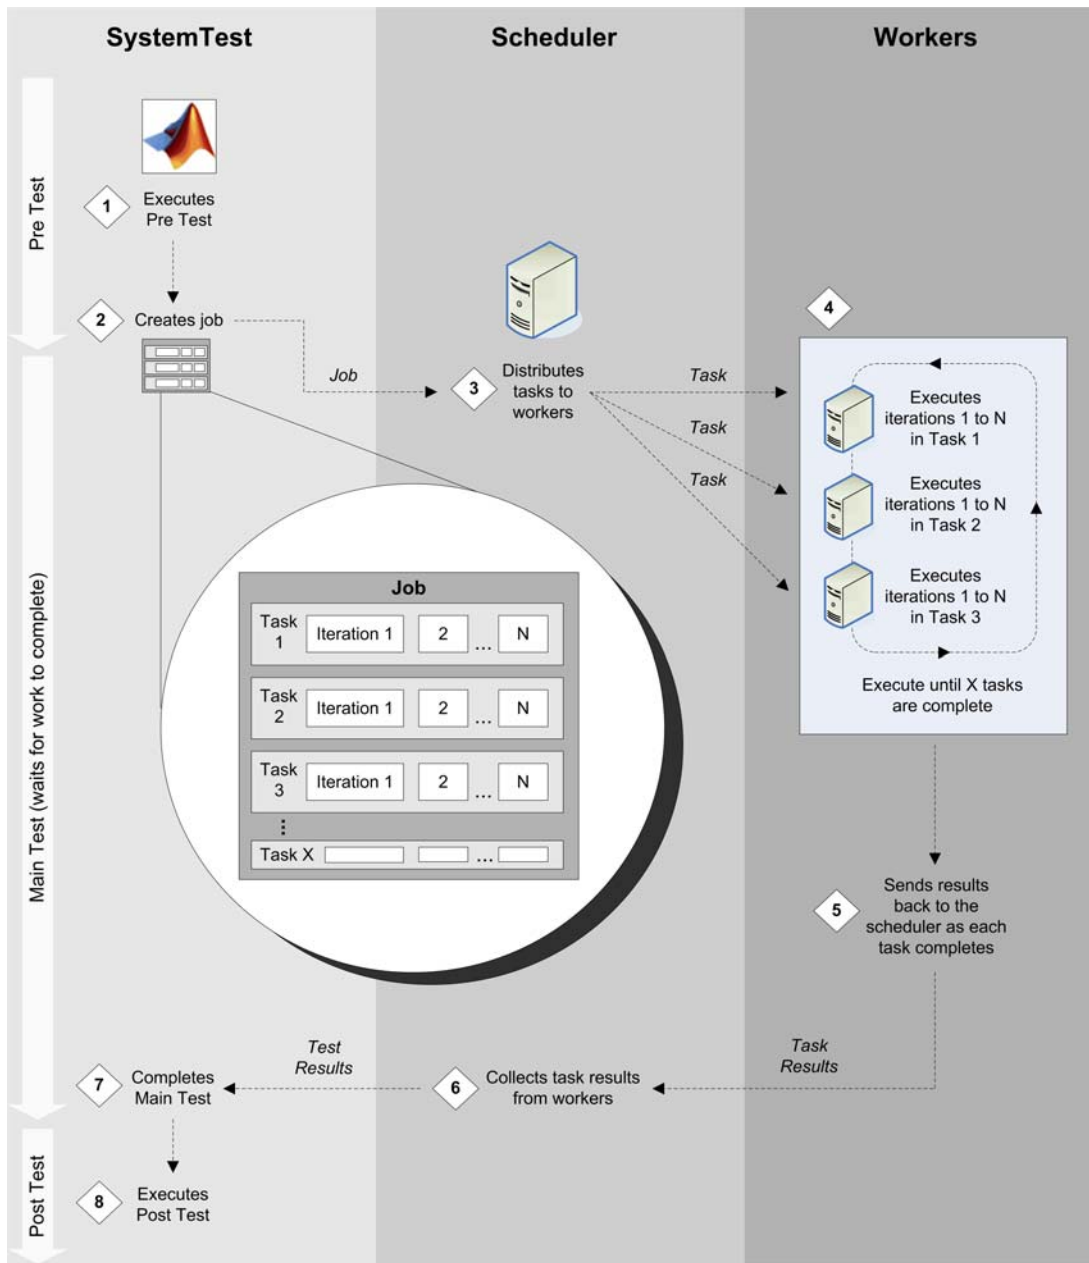 SystemTest
Scheduler
Workers
Pre Test
1
Executes
Pre Test
2
Creates job
Job
3
Distributes
tasks to
workers
Task
Task
Task
4
Executes
iterations 1 to N
in Task 1
Executes
iterations 1 to N
in Task 2
Executes
iterations 1 to N
in Task 3
Execute until X tasks
are complete
Main Test (waits for work to complete)
Job
Task
1
Iteration 1
2
...
N
Task
2
Iteration 1
2
...
N
Task
3
Iteration 1
2
...
N
...
Task X
...
5
Sends results
back to the
scheduler as each
task completes
Task
Results
6
Collects task results
from workers
Test
Results
7
Completes
Main Test
Post Test
8
Executes
Post Test